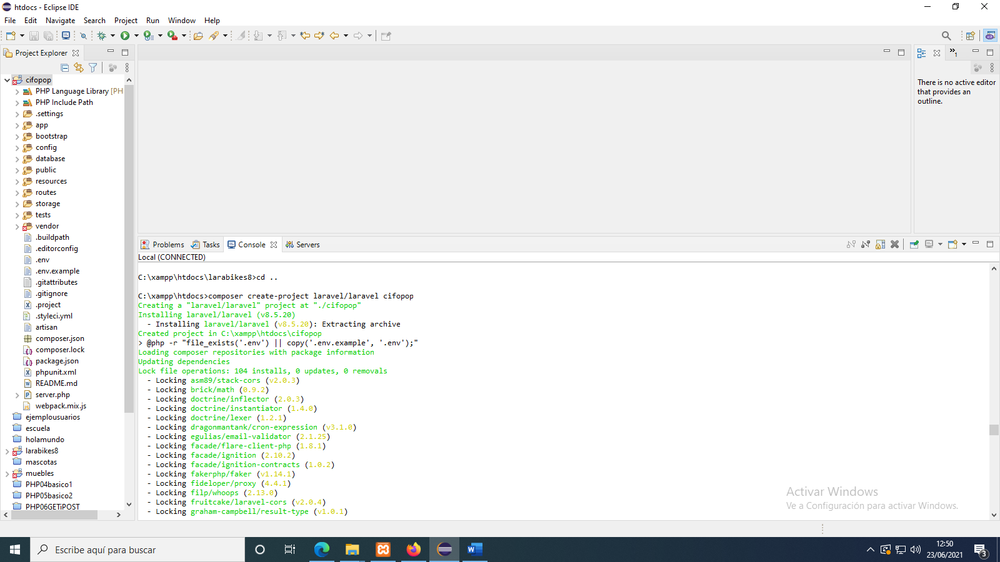 htdocs - Eclipse IDE
File Edit Navigate Search Project Run Window Help
Project Explorer
cifopop
PHP Language Library [PH
PHP Include Path
.settings
app
bootstrap
config
database
public
resources
routes
storage
tests
vendor
.buildpath
.editorconfig
.env
.env.example
.gitattributes
.gitignore
.project
.styleci.yml
artisan
composer.json
composer.lock
package.json
phpunit.xml
README.md
server.php
webpack.mix.js
ejemplousuarios
escuela
holamundo
larabikes8
mascotas
muebles
PHP04basico1
PHP05basico2
PHP06GETiPOST
1
There is no active editor
that provides an
outline.
Problems Tasks Console Servers
Local (CONNECTED)
C:\xampp\htdocs\larabikes8>cd ..
C:\xampp\htdocs>composer create-project laravel/laravel cifopop
Creating a "laravel/laravel" project at "./cifopop"
Installing laravel/laravel (v8.5.20)
- Installing laravel/laravel (v8.5.20): Extracting archive
Created project in C:\xampp\htdocs\cifopop
> @php -r "file_exists('.env') || copy('.env.example', '.env');"
Loading composer repositories with package information
Updating dependencies
Lock file operations: 104 installs, 0 updates, 0 removals
- Locking asm89/stack-cors (v2.0.3)
- Locking brick/math (0.9.2)
- Locking doctrine/inflector (2.0.3)
- Locking doctrine/instantiator (1.4.0)
- Locking doctrine/lexer (1.2.1)
- Locking dragonmantank/cron-expression (v3.1.0)
- Locking egulias/email-validator (2.1.25)
- Locking facade/flare-client-php (1.8.1)
- Locking facade/ignition (2.10.2)
- Locking facade/ignition-contracts (1.0.2)
- Locking fakerphp/faker (v1.14.1)
- Locking fideloper/proxy (4.4.1)
- Locking filp/whoops (2.13.0)
- Locking fruitcake/laravel-cors (v2.0.4)
- Locking graham-campbell/result-type (v1.0.1)
Activar Windows
Ve a Configuración para activar Windows.
Escribe aquí para buscar
12:50
23/06/2021
3